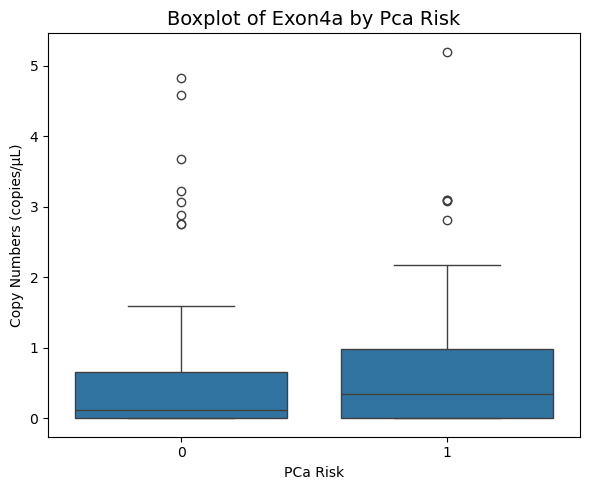 Boxplot of Exon4a by Pca Risk
Copy Numbers (copies/μL)
5
4
3
2
1
0
0
1
PCa Risk